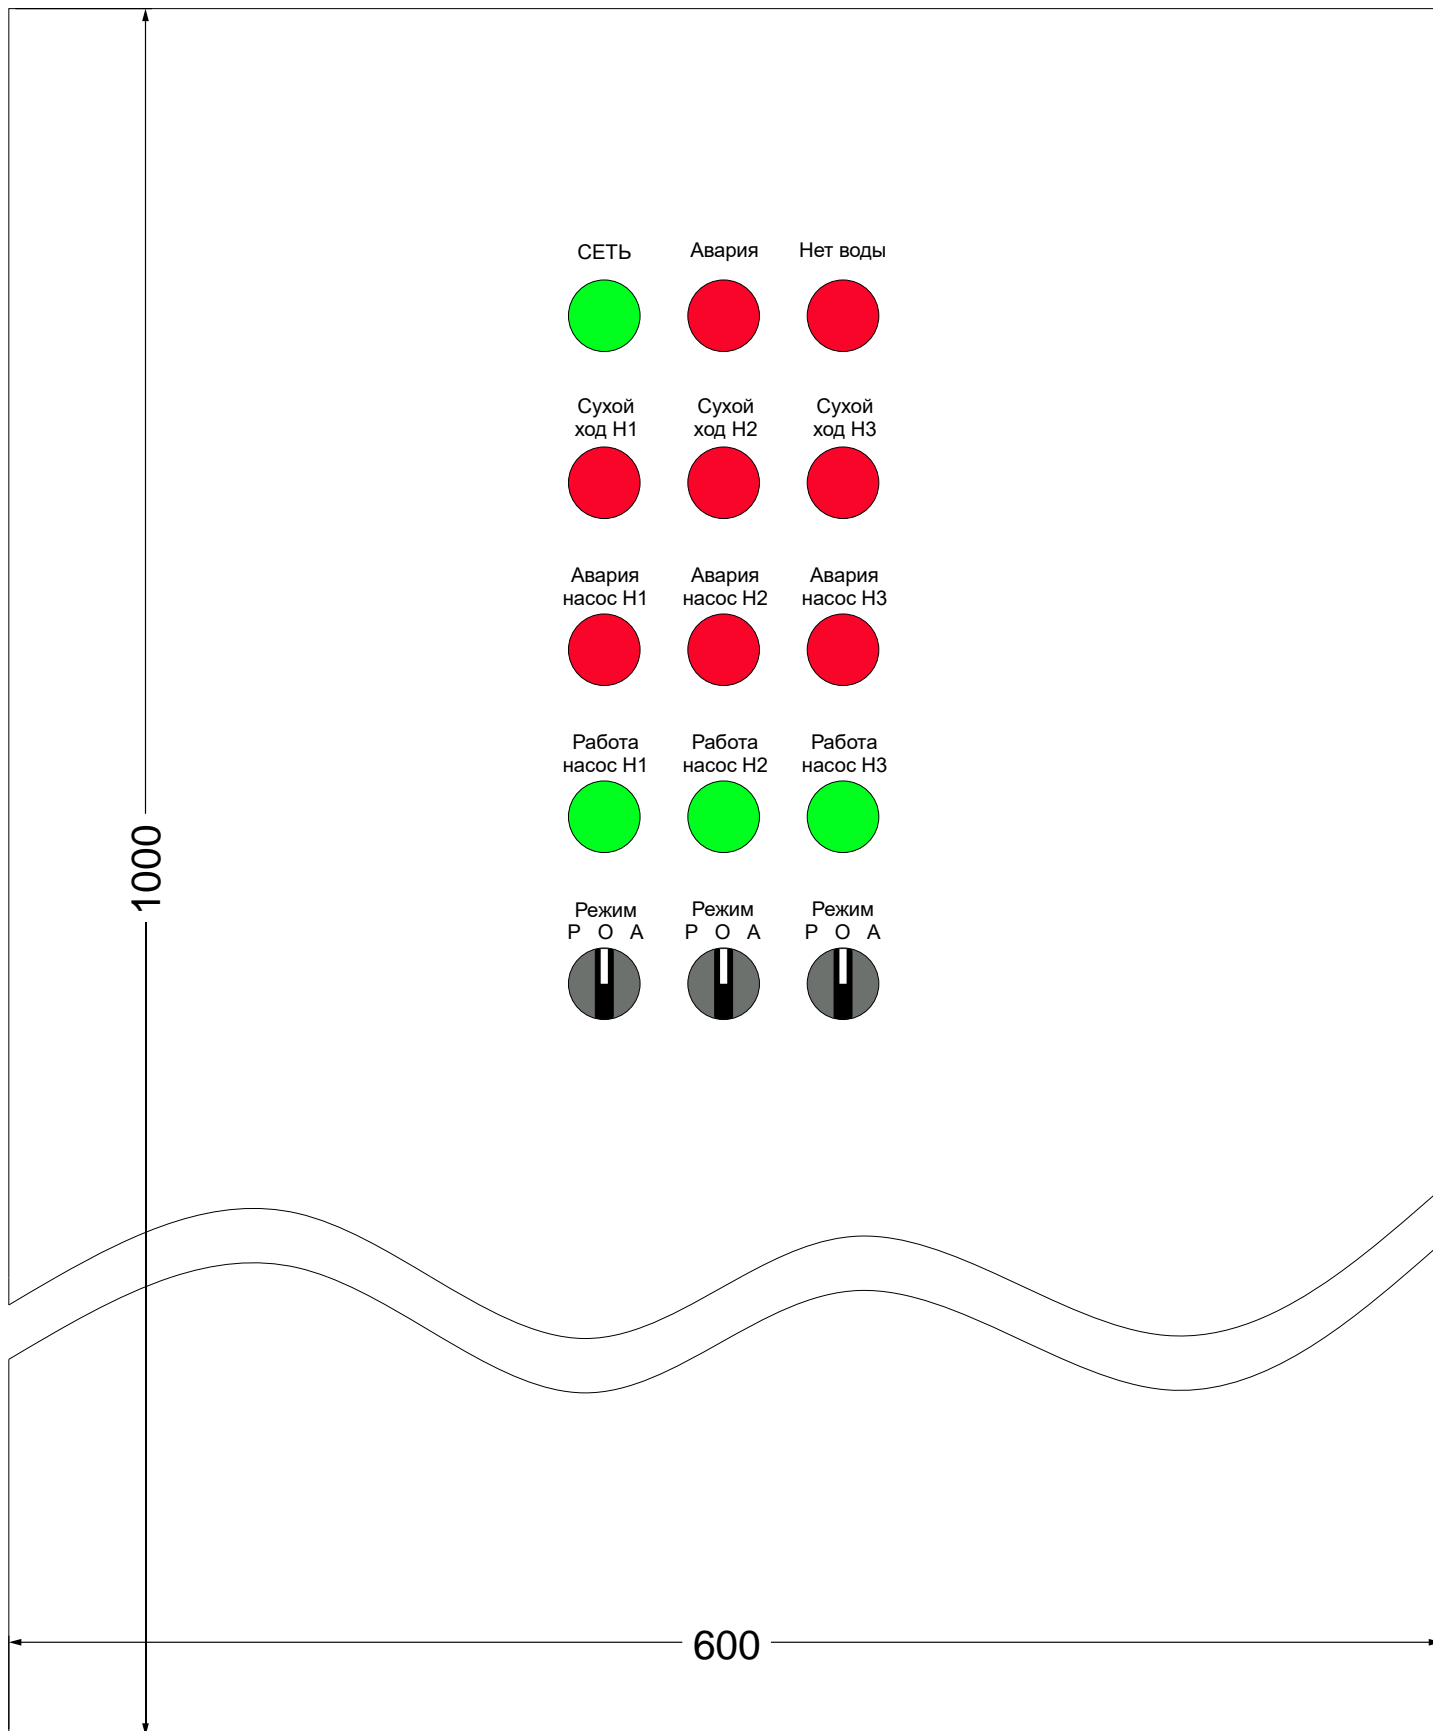 СЕТЬ Авария Нет воды
Сухой Сухой Сухой
ход Н1 ход Н2 ход Н3
Авария Авария Авария
насос Н1 насос Н2 насос Н3
Работа Работа Работа
насос Н1 насос Н2 насос Н3
1000
Режим Режим Режим
Р О А Р О А Р О А
600